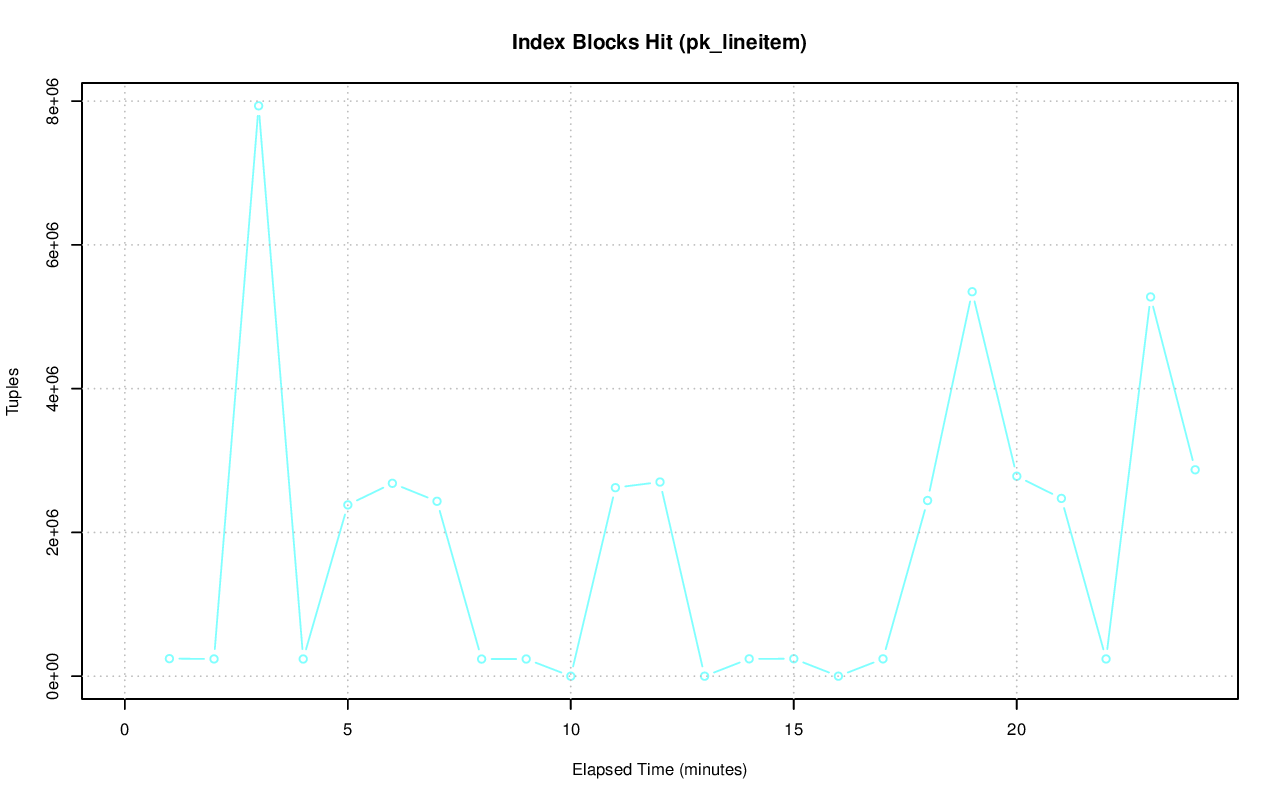 Index Blocks Hit (pk_lineitem)
8e+06
6e+06
4e+06
2e+06
0e+00
Tuples
0 5 10 15 20
Elapsed Time (minutes)